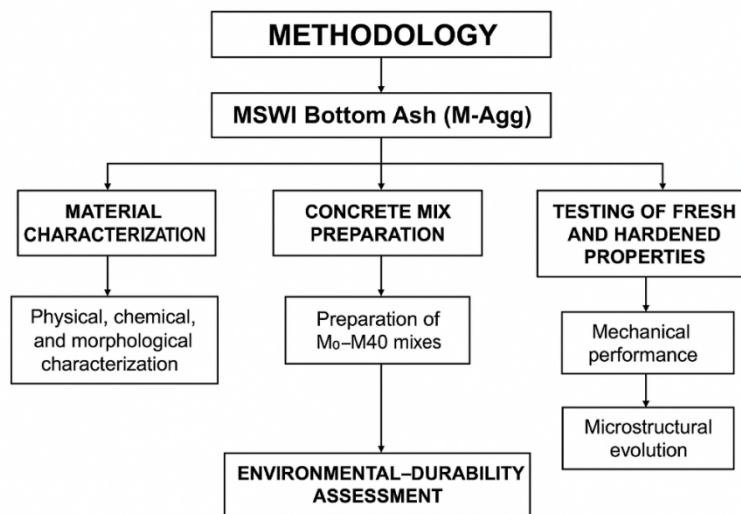 METHODOLOGY
MSWI Bottom Ash (M-Agg)
MATERIAL
CHARACTERIZATION
Physical, chemical,
and morphological
characterization
CONCRETE MIX
PREPARATION
Preparation of
M₀–M40 mixes
ENVIRONMENTAL–DURABILITY
ASSESSMENT
TESTING OF FRESH
AND HARDENED
PROPERTIES
Mechanical
performance
Microstructural
evolution